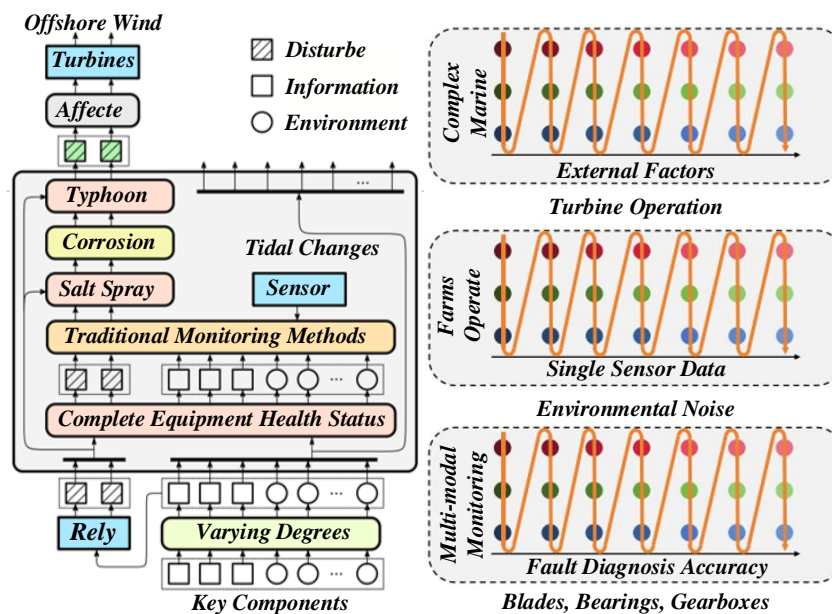 Offshore Wind
Turbines
Affecte
Disturbe
Information
Environment
Typhoon
Corrosion
Salt Spray
Tidal Changes
Sensor
Traditional Monitoring Methods
...
Complete Equipment Health Status
...
Rely
Varying Degrees
...
Key Components
Complex
Marine
External Factors
Turbine Operation
Farms
Operate
Single Sensor Data
Environmental Noise
Multi-modal
Monitoring
Fault Diagnosis Accuracy
Blades, Bearings, Gearboxes